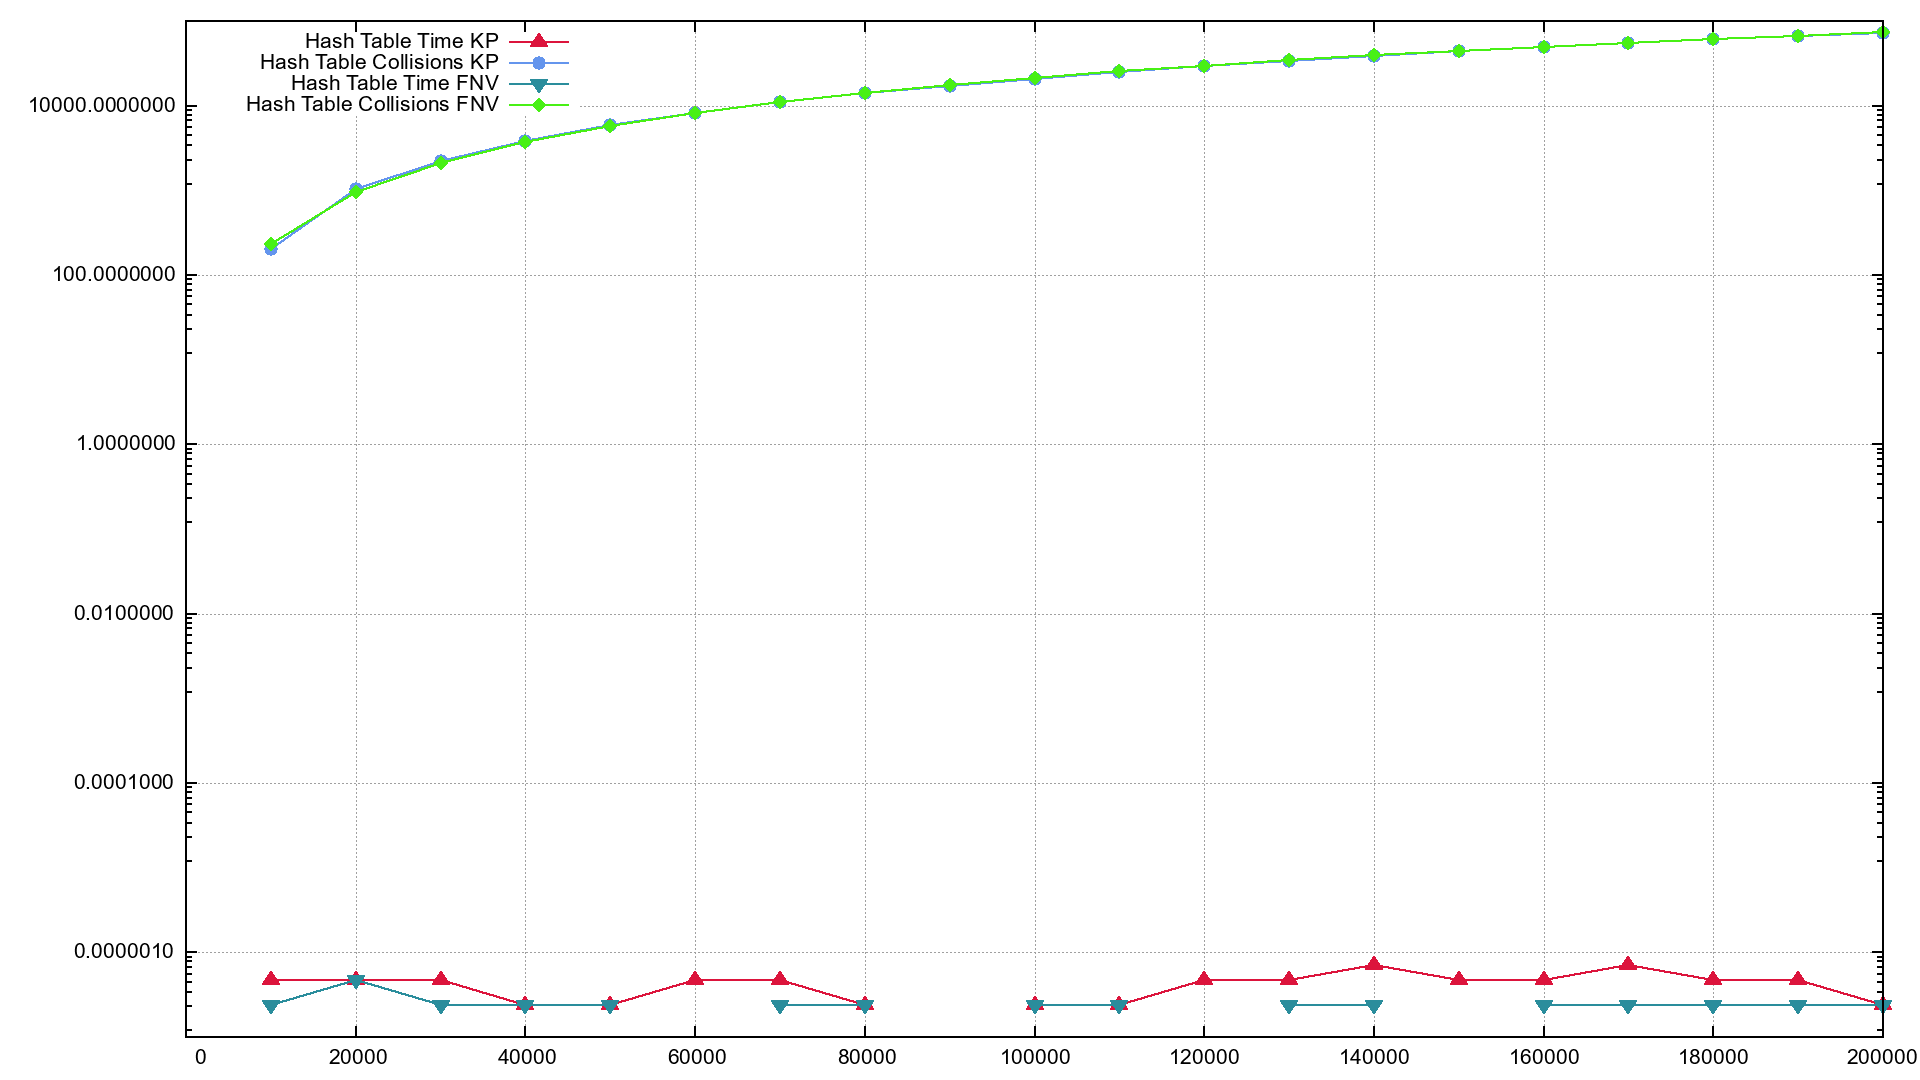 Hash Table Time KP
Hash Table Collisions KP
Hash Table Time FNV
Hash Table Collisions FNV
10000.0000000
100.0000000
1.0000000
0.0100000
0.0001000
0.0000010
0 20000 40000 60000 80000 100000 120000 140000 160000 180000 200000